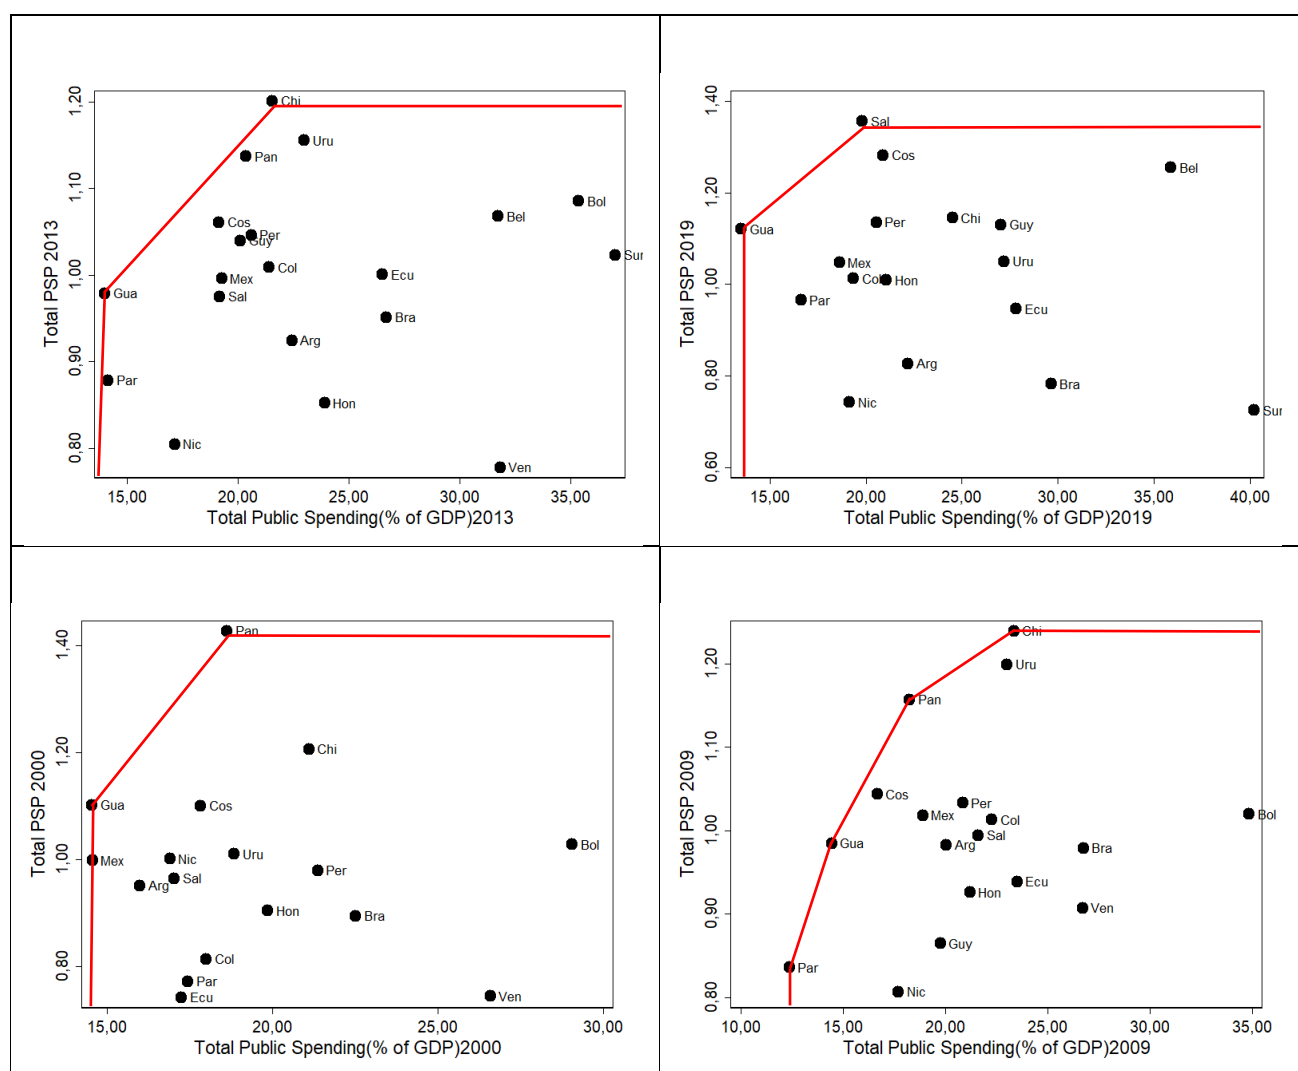 1,20
1,10
1,00
0,90
0,80
Total PSP 2013
Chi
Uru
Pan
Bel
Bol
Cos
Per
Guy
Sur
Col
Mex
Ecu
Gua
Sal
Bra
Arg
Par
Hon
Nic
Ven
15,00 20,00 25,00 30,00 35,00
Total Public Spending(% of GDP)2013
1,40
1,20
1,00
0,80
0,60
Total PSP 2019
Sal
Cos
Bel
Gua
Per
Chi
Guy
Mex
Uru
Col
Hon
Par
Ecu
Arg
Bra
Nic
Sur
15,00 20,00 25,00 30,00 35,00 40,00
Total Public Spending(% of GDP)2019
1,40
1,20
1,00
0,80
Total PSP 2000
Pan
Chi
Gua
Cos
Bol
Mex
Nic
Uru
Per
Arg
Sal
Hon
Bra
Col
Par
Ecu
Ven
15,00 20,00 25,00 30,00
Total Public Spending(% of GDP)2000
1,20
1,10
1,00
0,90
0,80
Total PSP 2009
Chi
Uru
Pan
Cos
Per
Mex
Col
Bol
Sal
Gua
Arg
Bra
Hon
Ecu
Ven
Guy
Par
Nic
10,00 15,00 20,00 25,00 30,00 35,00
Total Public Spending(% of GDP)2009